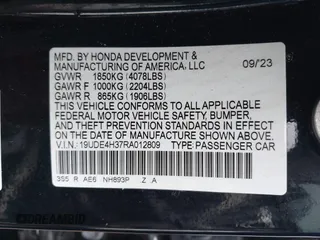 MFD. BY HONDA DEVELOPMENT &
MANUFACTURING OF AMERICA, LLC 09/23
GVWR 1850KG (4078LBS)
GAWR F 1000KG (2204LBS)
GAWR R 865KG (1906LBS)
THIS VEHICLE CONFORMS TO ALL APPLICABLE
FEDERAL MOTOR VEHICLE SAFETY, BUMPER,
AND THEFT PREVENTION STANDARDS IN EFFECT
ON THE DATE OF MANUFACTURE SHOWN ABOVE.
V.I.N.: 19UDE4H37RA012809 TYPE PASSENGER CAR
3S5 R AE6 NH893P Z A
CLEARAMBID